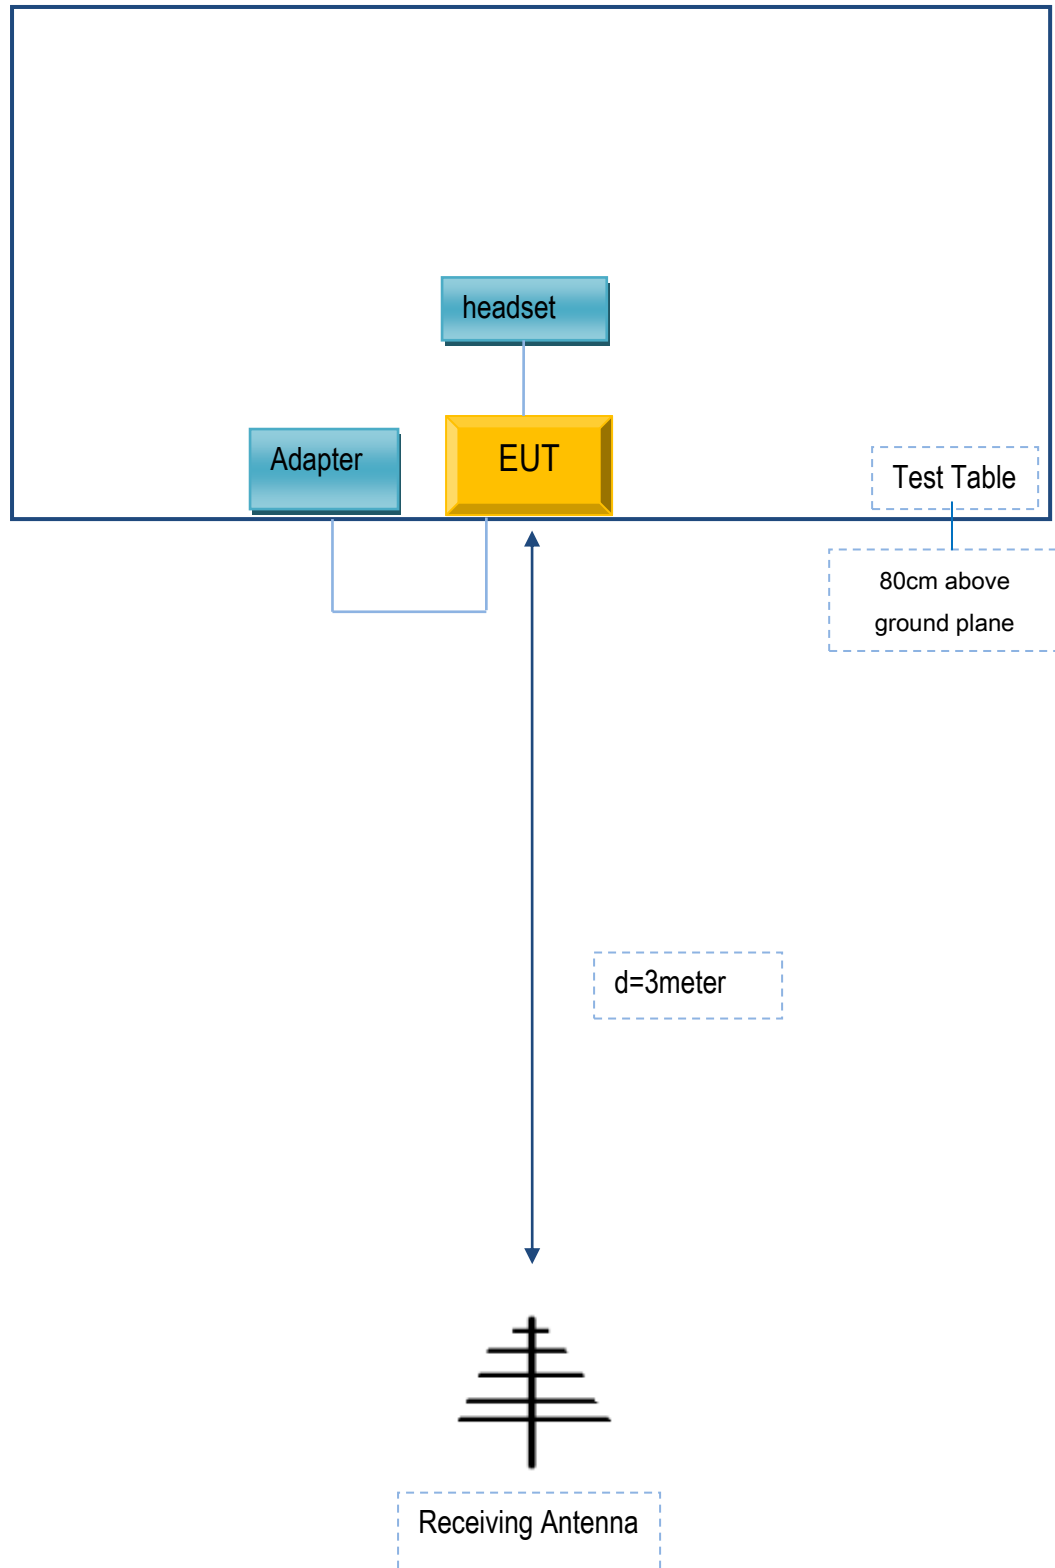 headset
Adapter
EUT
Test Table
80cm above
ground plane
d=3meter
Receiving Antenna